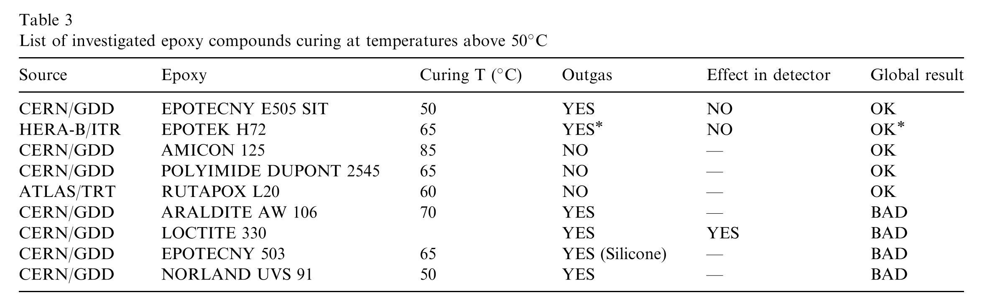 Table 3
List of investigated epoxy compounds curing at temperatures above 50°C
Source Epoxy Curing T (°C) Outgas Effect in detector Global result
CERN/GDD EPOTECNY E505 SIT 50 YES NO OK
HERA-B/ITR EPOTEK H72 65 YES* NO OK*
CERN/GDD AMICON 125 85 NO — OK
CERN/GDD POLYIMIDE DUPONT 2545 65 NO — OK
ATLAS/TRT RUTAPOX L20 60 NO — OK
CERN/GDD ARALDITE AW 106 70 YES — BAD
CERN/GDD LOCTITE 330 YES YES BAD
CERN/GDD EPOTECNY 503 65 YES (Silicone) — BAD
CERN/GDD NORLAND UVS 91 50 YES — BAD